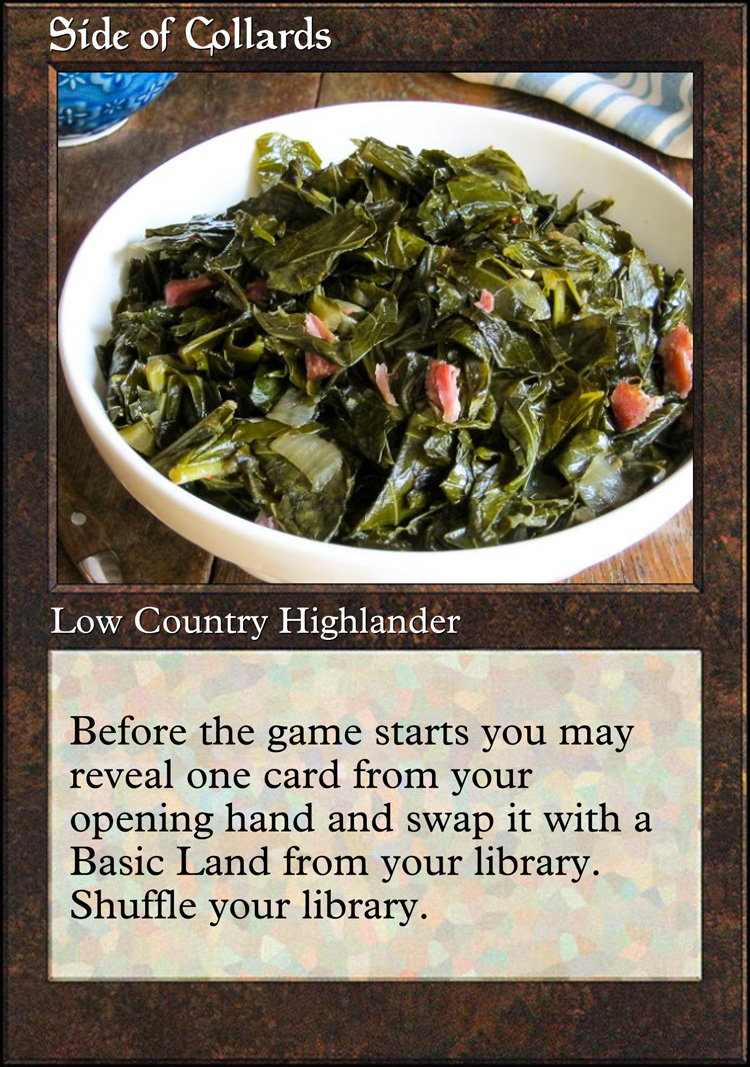 Side of Collards
Low Country Highlander
Before the game starts you may
reveal one card from your
opening hand and swap it with a
Basic Land from your library.
Shuffle your library.